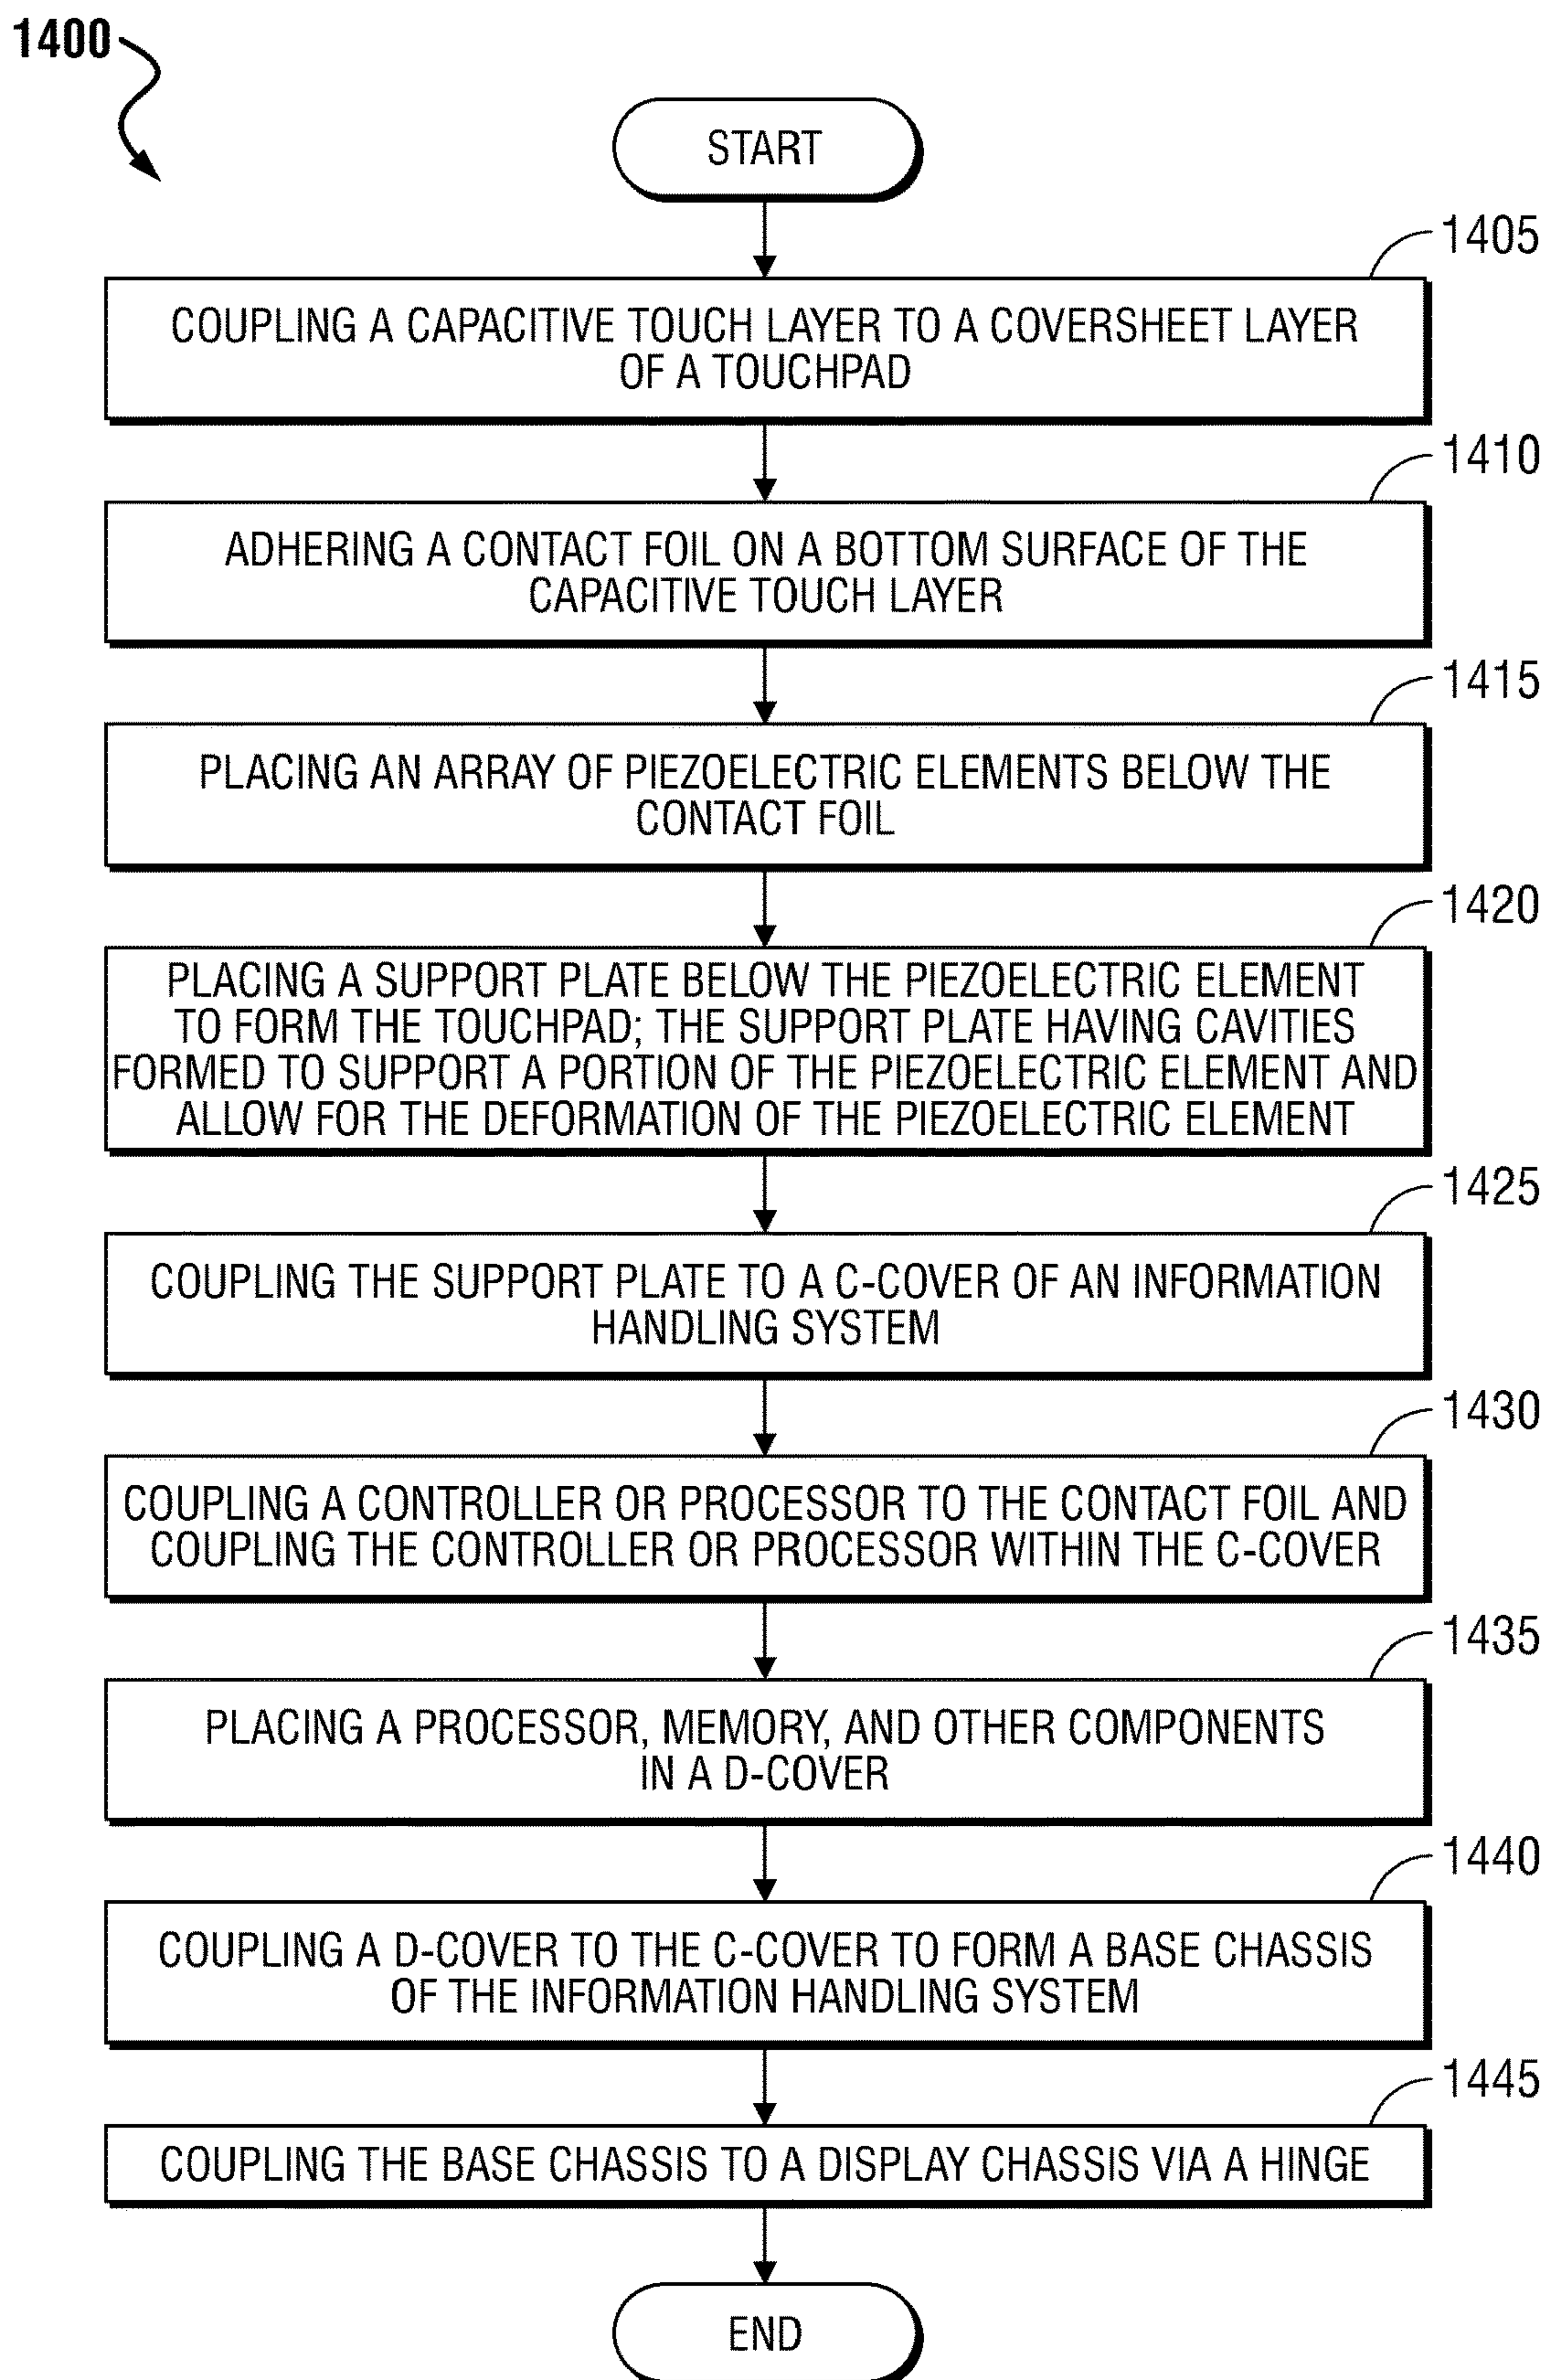 1400
START
1405
COUPLING A CAPACITIVE TOUCH LAYER TO A COVERSHEET LAYER
OF A TOUCHPAD
1410
ADHERING A CONTACT FOIL ON A BOTTOM SURFACE OF THE
CAPACITIVE TOUCH LAYER
1415
PLACING AN ARRAY OF PIEZOELECTRIC ELEMENTS BELOW THE
CONTACT FOIL
1420
PLACING A SUPPORT PLATE BELOW THE PIEZOELECTRIC ELEMENT
TO FORM THE TOUCHPAD; THE SUPPORT PLATE HAVING CAVITIES
FORMED TO SUPPORT A PORTION OF THE PIEZOELECTRIC ELEMENT AND
ALLOW FOR THE DEFORMATION OF THE PIEZOELECTRIC ELEMENT
1425
COUPLING THE SUPPORT PLATE TO A C-COVER OF AN INFORMATION
HANDLING SYSTEM
1430
COUPLING A CONTROLLER OR PROCESSOR TO THE CONTACT FOIL AND
COUPLING THE CONTROLLER OR PROCESSOR WITHIN THE C-COVER
1435
PLACING A PROCESSOR, MEMORY, AND OTHER COMPONENTS
IN A D-COVER
1440
COUPLING A D-COVER TO THE C-COVER TO FORM A BASE CHASSIS
OF THE INFORMATION HANDLING SYSTEM
1445
COUPLING THE BASE CHASSIS TO A DISPLAY CHASSIS VIA A HINGE
END